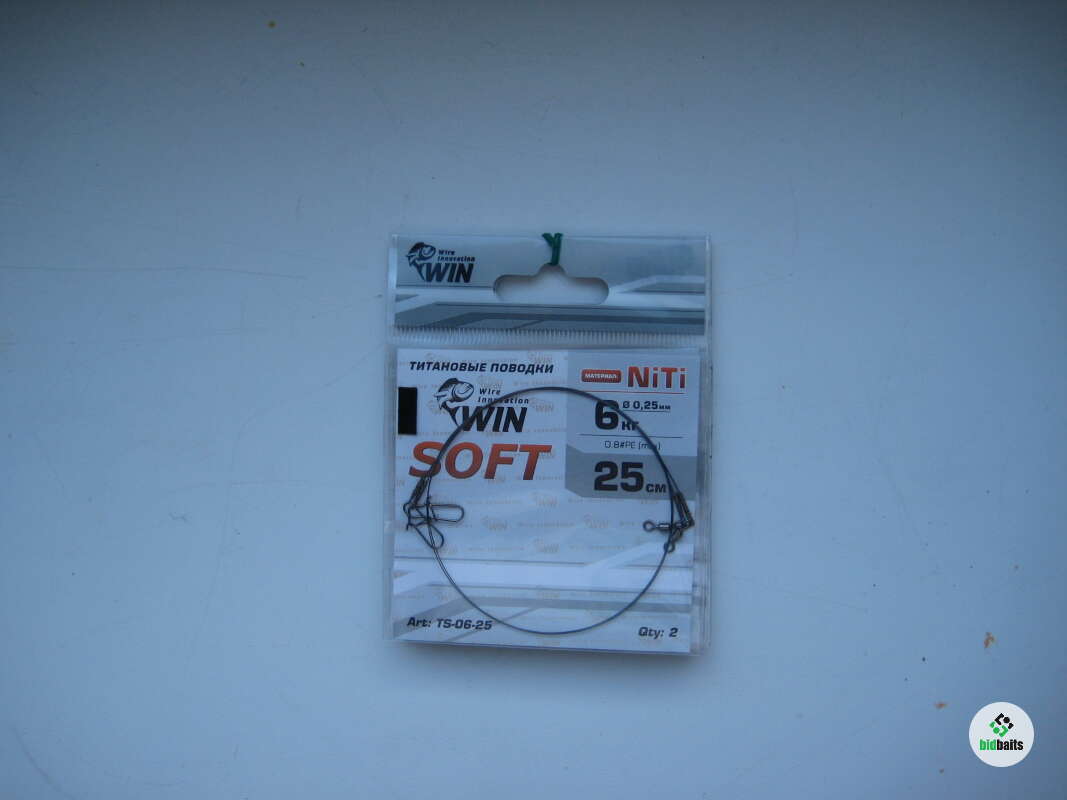 Wire
Innovation
WIN
ТИТАНОВЫЕ ПОВОДКИ
Wire
Innovation
WIN
SOFT
МАТЕРИАЛ: NiTi
6 кг
Ø 0,25мм
25 см
Art: TS-06-25
Qty: 2
bidbaits